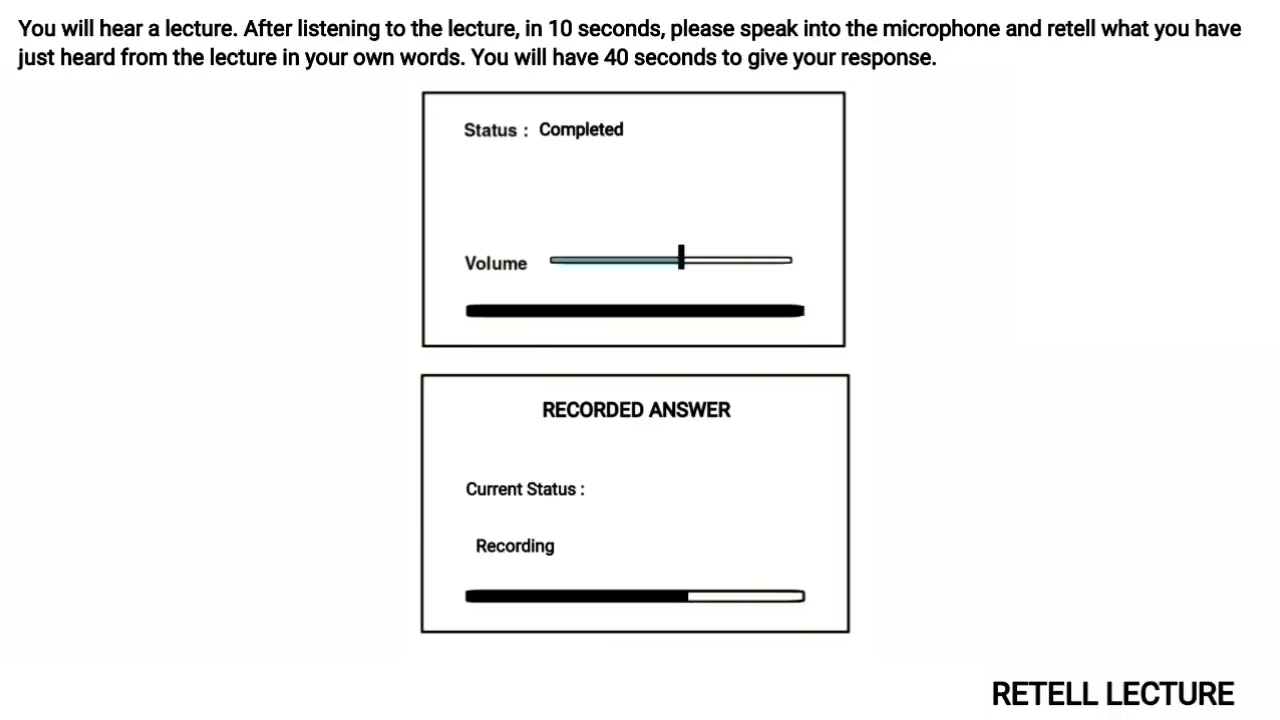 You will hear a lecture. After listening to the lecture, in 10 seconds, please speak into the microphone and retell what you have
just heard from the lecture in your own words. You will have 40 seconds to give your response.
Status : Completed
Volume
RECORDED ANSWER
Current Status :
Recording
RETELL LECTURE